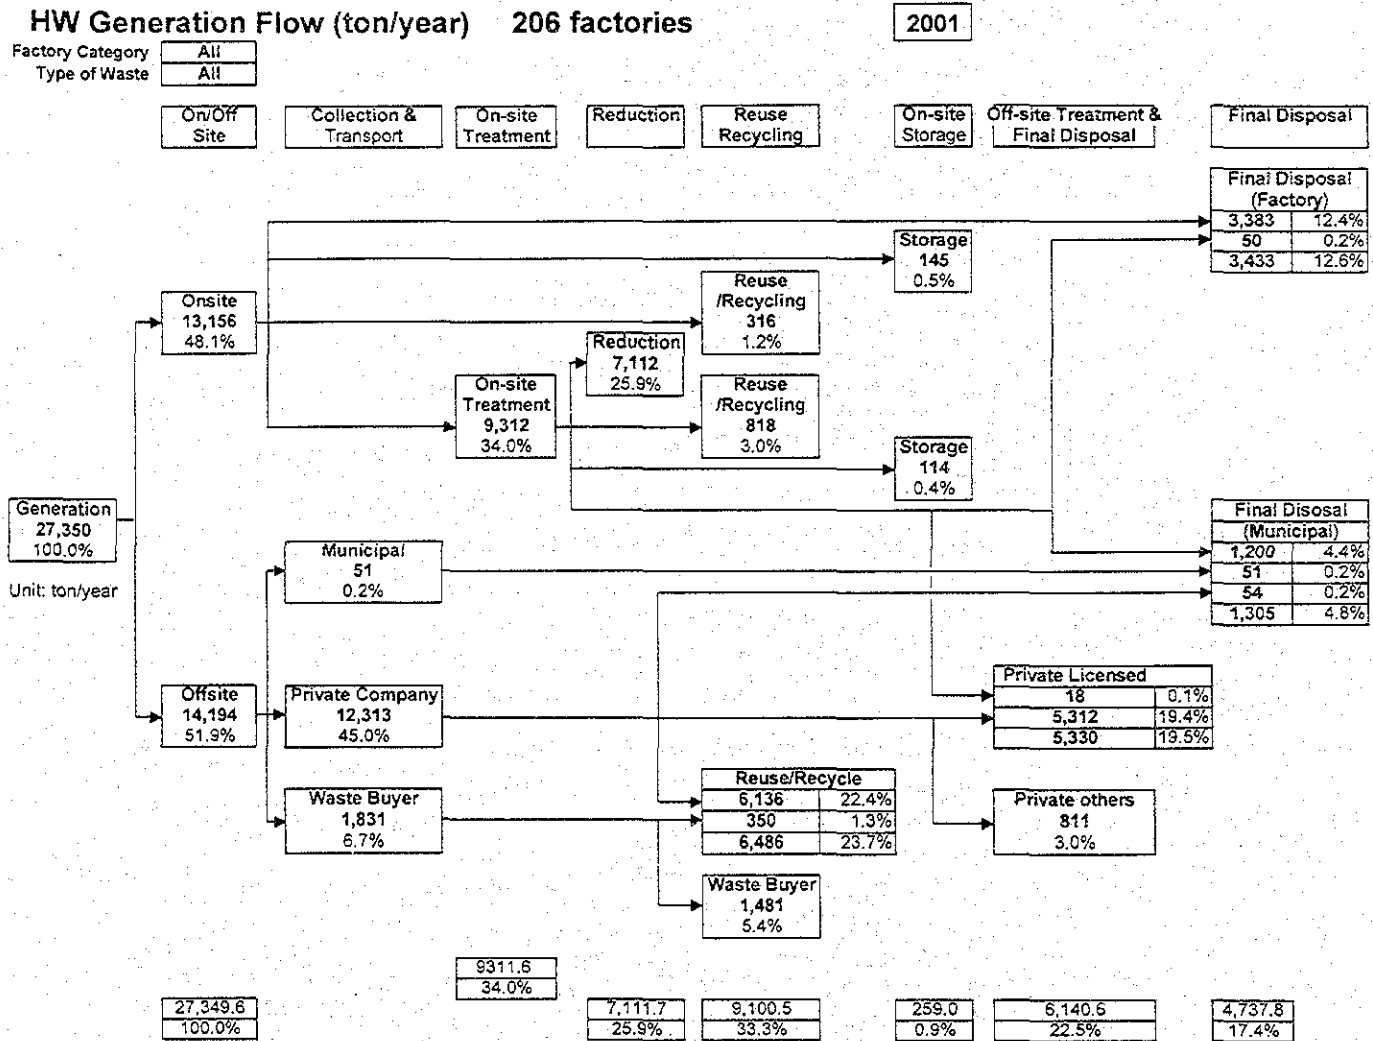 HW Generation Flow (ton/year) 206 factories 2001
Factory Category All
Type of Waste All
On/Off Site
Collection & Transport
On-site Treatment
Reduction
Reuse Recycling
On-site Storage
Off-site Treatment & Final Disposal
Final Disposal
Final Disposal
(Factory)
3,383 12.4%
50 0.2%
3,433 12.6%
Storage
145
0.5%
Reuse
/Recycling
316
1.2%
Onsite
13,156
48.1%
Reduction
7,112
25.9%
On-site
Treatment
9,312
34.0%
Reuse
/Recycling
818
3.0%
Storage
114
0.4%
Generation
27,350
100.0%
Unit: ton/year
Final Disosal
(Municipal)
1,200 4.4%
51 0.2%
54 0.2%
1,305 4.8%
Municipal
51
0.2%
Offsite
14,194
51.9%
Private Company
12,313
45.0%
Private Licensed
18 0.1%
5,312 19.4%
5,330 19.5%
Waste Buyer
1,831
6.7%
Reuse/Recycle
6,136 22.4%
350 1.3%
6,486 23.7%
Private others
811
3.0%
Waste Buyer
1,481
5.4%
9311.6
34.0%
27,349.6 7,111.7 9,100.5 259.0 6,140.6 4,737.8
100.0% 25.9% 33.3% 0.9% 22.5% 17.4%